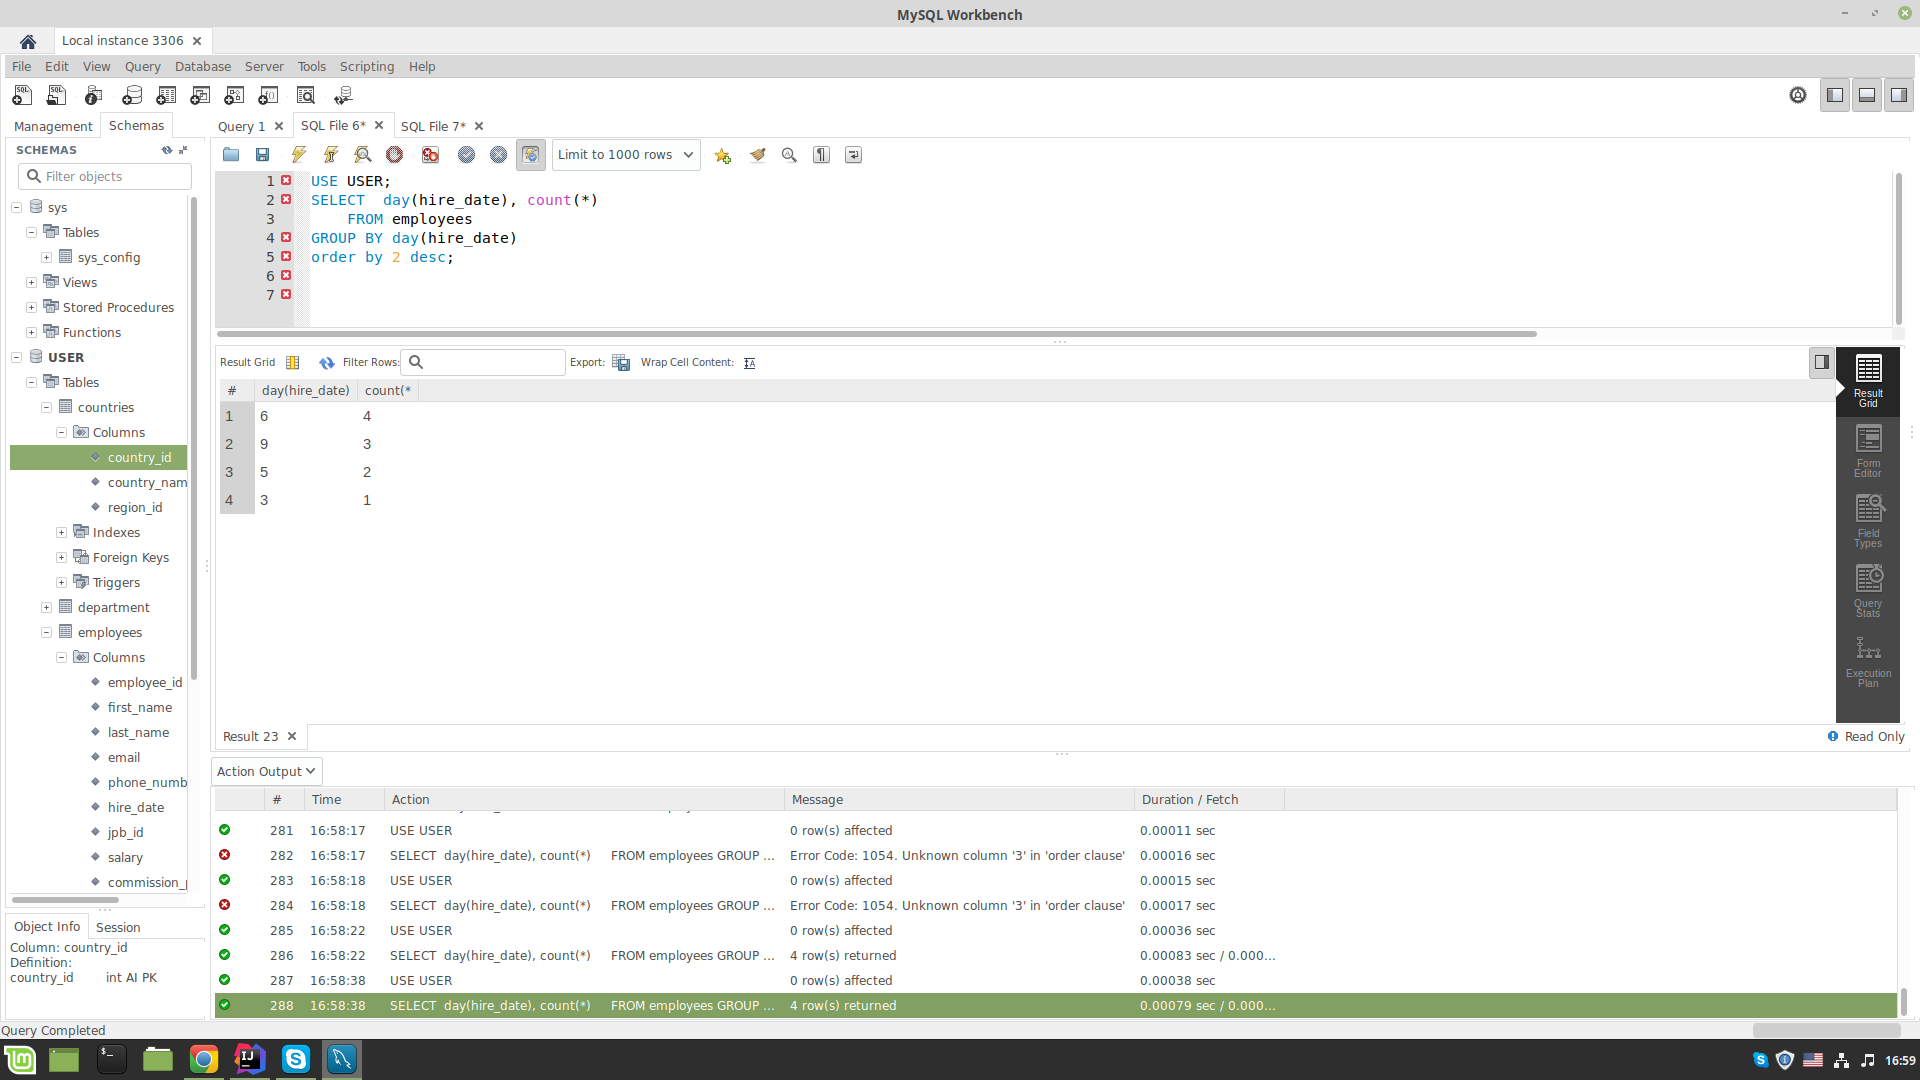 MySQL Workbench
Local instance 3306
File Edit View Query Database Server Tools Scripting Help
Management Schemas
Query 1 SQL File 6* SQL File 7*
SCHEMAS
Filter objects
sys
Tables
sys_config
Views
Stored Procedures
Functions
USER
Tables
countries
Columns
country_id
country_nam
region_id
Indexes
Foreign Keys
Triggers
department
employees
Columns
employee_id
first_name
last_name
email
phone_numb
hire_date
jpb_id
salary
commission_
Object Info Session
Column: country_id
Definition:
country_id int AI PK
Limit to 1000 rows
1 USE USER;
2 SELECT  day(hire_date), count(*)
3     FROM employees
4 GROUP BY day(hire_date)
5 order by 2 desc;
6
7
Result Grid Filter Rows: Export: Wrap Cell Content:
# day(hire_date) count(*
1 6 4
2 9 3
3 5 2
4 3 1
Result Grid
Form Editor
Field Types
Query Stats
Execution Plan
Result 23
Read Only
Action Output
# Time Action Message Duration / Fetch
281 16:58:17 USE USER 0 row(s) affected 0.00011 sec
282 16:58:17 SELECT  day(hire_date), count(*)     FROM employees GROUP ... Error Code: 1054. Unknown column '3' in 'order clause' 0.00016 sec
283 16:58:18 USE USER 0 row(s) affected 0.00015 sec
284 16:58:18 SELECT  day(hire_date), count(*)     FROM employees GROUP ... Error Code: 1054. Unknown column '3' in 'order clause' 0.00017 sec
285 16:58:22 USE USER 0 row(s) affected 0.00036 sec
286 16:58:22 SELECT  day(hire_date), count(*)     FROM employees GROUP ... 4 row(s) returned 0.00083 sec / 0.000...
287 16:58:38 USE USER 0 row(s) affected 0.00038 sec
288 16:58:38 SELECT  day(hire_date), count(*)     FROM employees GROUP ... 4 row(s) returned 0.00079 sec / 0.000...
Query Completed
16:59